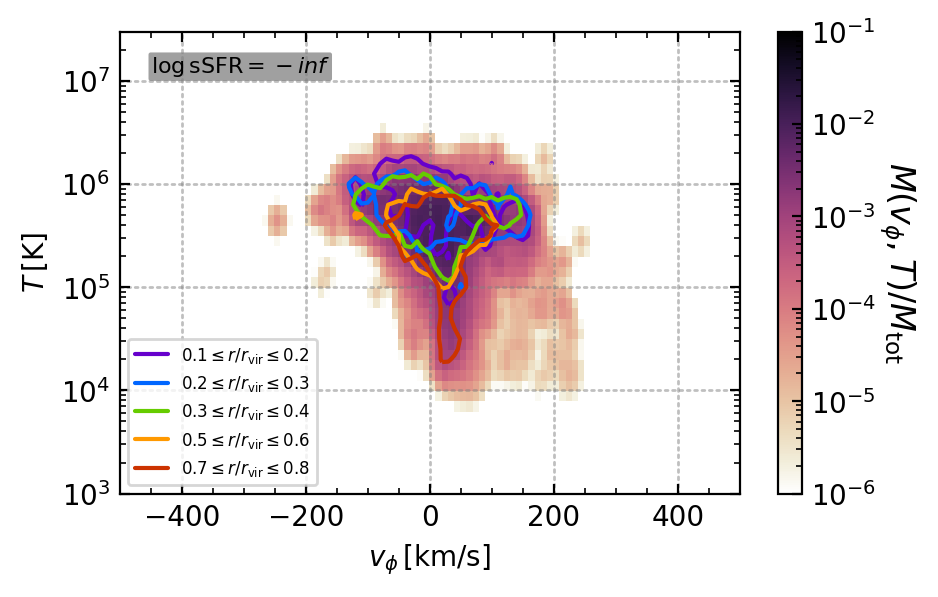 log sSFR = −inf
T [K]
10⁷
10⁶
10⁵
10⁴
10³
0.1 ≤ r/r_vir ≤ 0.2
0.2 ≤ r/r_vir ≤ 0.3
0.3 ≤ r/r_vir ≤ 0.4
0.5 ≤ r/r_vir ≤ 0.6
0.7 ≤ r/r_vir ≤ 0.8
−400 −200 0 200 400
v_ϕ [km/s]
10⁻¹
10⁻²
10⁻³
10⁻⁴
10⁻⁵
10⁻⁶
M(v_ϕ, T)/M_tot